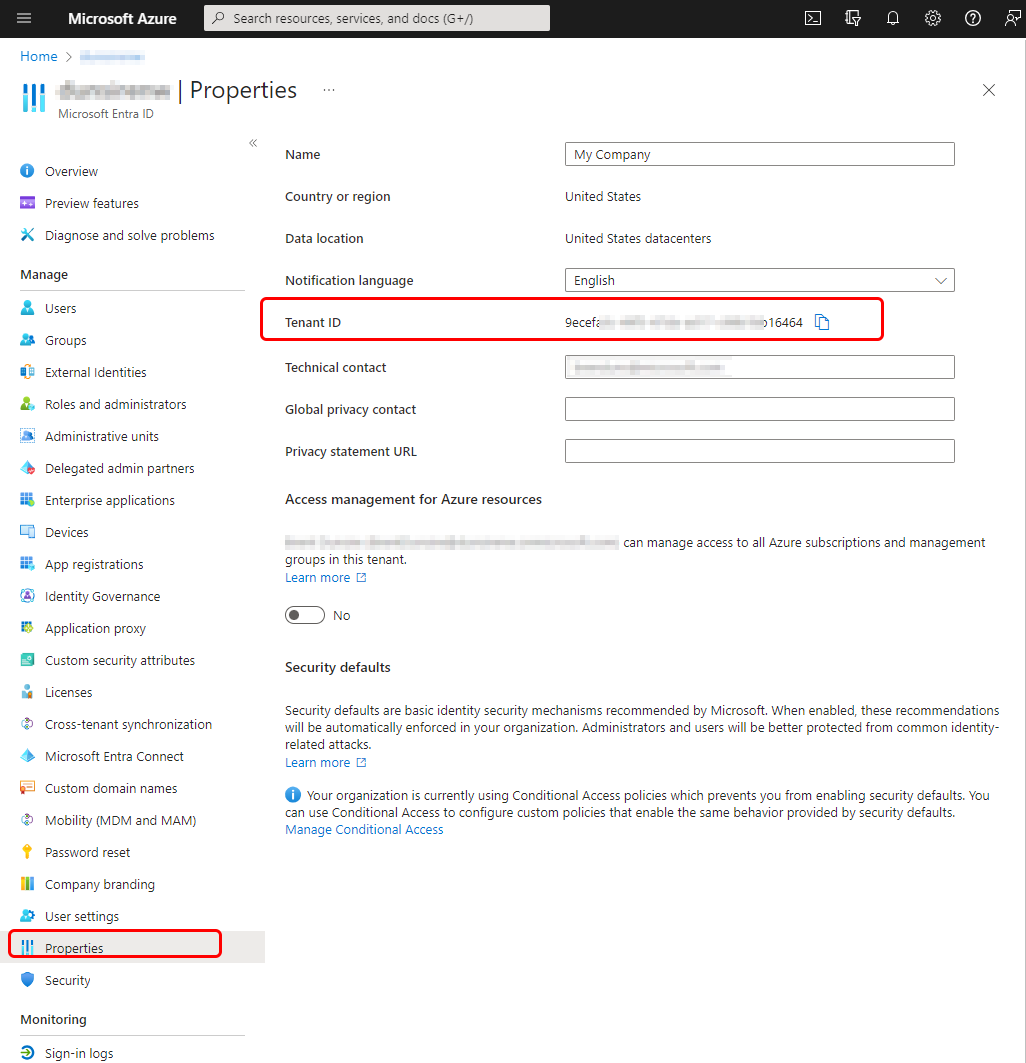 Microsoft Azure
Search resources, services, and docs (G+/)
Home >
| Properties ...
Microsoft Entra ID
«
Overview
Preview features
Diagnose and solve problems
Manage
Users
Groups
External Identities
Roles and administrators
Administrative units
Delegated admin partners
Enterprise applications
Devices
App registrations
Identity Governance
Application proxy
Custom security attributes
Licenses
Cross-tenant synchronization
Microsoft Entra Connect
Custom domain names
Mobility (MDM and MAM)
Password reset
Company branding
User settings
Properties
Security
Monitoring
Sign-in logs
Name My Company
Country or region United States
Data location United States datacenters
Notification language English
Tenant ID 9ecef b16464
Technical contact
Global privacy contact
Privacy statement URL
Access management for Azure resources
can manage access to all Azure subscriptions and management
groups in this tenant.
Learn more
No
Security defaults
Security defaults are basic identity security mechanisms recommended by Microsoft. When enabled, these recommendations
will be automatically enforced in your organization. Administrators and users will be better protected from common identity-
related attacks.
Learn more
Your organization is currently using Conditional Access policies which prevents you from enabling security defaults. You
can use Conditional Access to configure custom policies that enable the same behavior provided by security defaults.
Manage Conditional Access